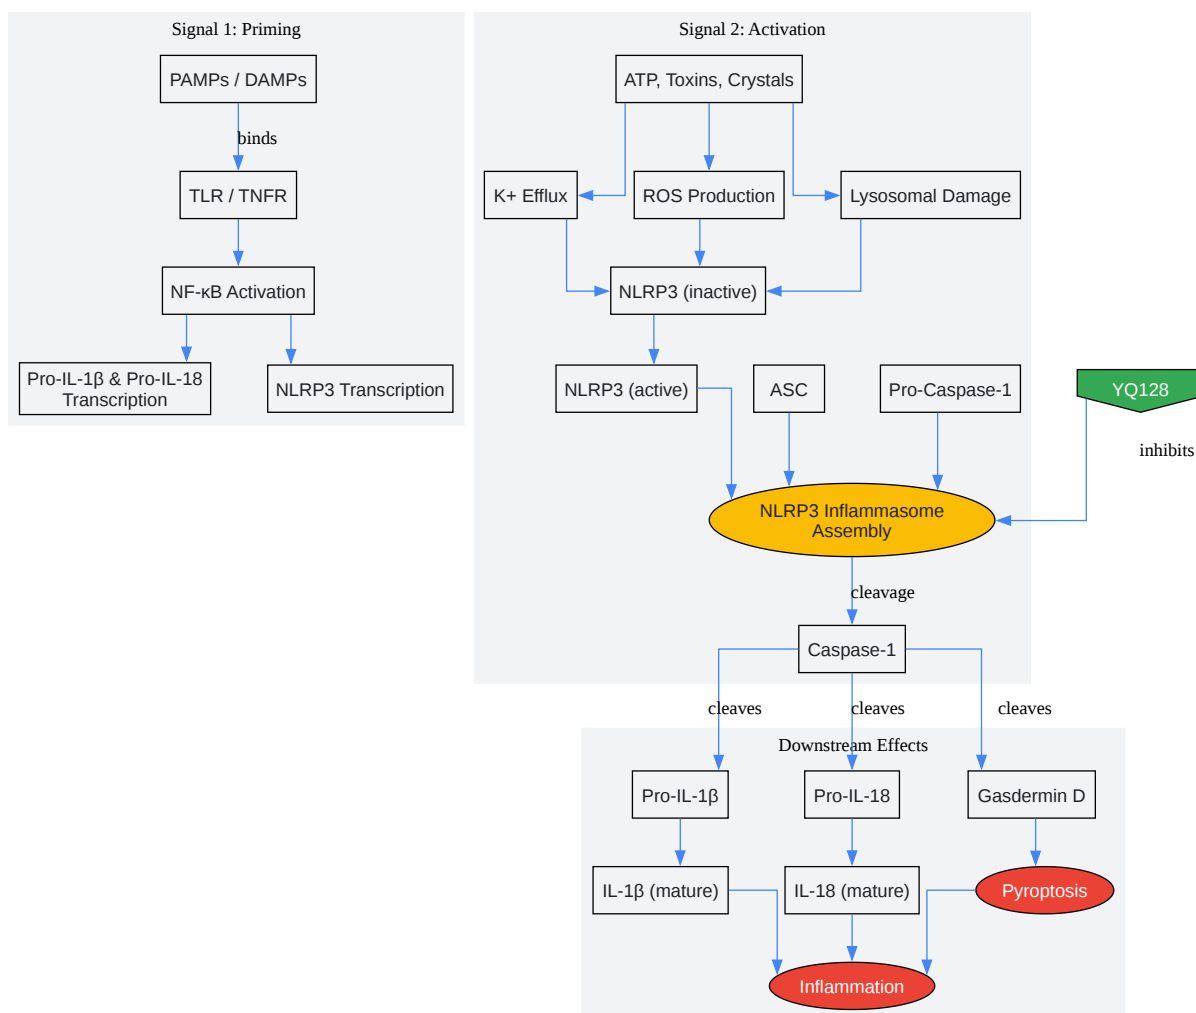 Signal 1: Priming
PAMPs / DAMPs
binds
TLR / TNFR
NF-κB Activation
Pro-IL-1β & Pro-IL-18
Transcription
NLRP3 Transcription
Signal 2: Activation
ATP, Toxins, Crystals
K+ Efflux
ROS Production
Lysosomal Damage
NLRP3 (inactive)
NLRP3 (active)
ASC
Pro-Caspase-1
YQ128
inhibits
NLRP3 Inflammasome
Assembly
cleavage
Caspase-1
cleaves
cleaves
cleaves
Downstream Effects
Pro-IL-1β
Pro-IL-18
Gasdermin D
IL-1β (mature)
IL-18 (mature)
Pyroptosis
Inflammation